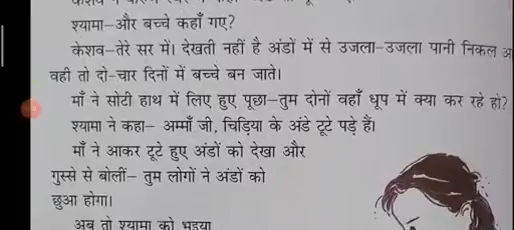 श्यामा–और बच्चे कहाँ गए?
केशव–तेरे सर में। देखती नहीं है अंडों में से उजला-उजला पानी निकल
वही तो दो-चार दिनों में बच्चे बन जाते।
माँ ने सोटी हाथ में लिए हुए पूछा–तुम दोनों वहाँ धूप में क्या कर रहे हो?
श्यामा ने कहा– अम्माँ जी, चिड़िया के अंडे टूटे पड़े हैं।
माँ ने आकर टूटे हुए अंडों को देखा और
गुस्से से बोलीं– तुम लोगों ने अंडों को
छुआ होगा।
अब तो श्यामा को भइया